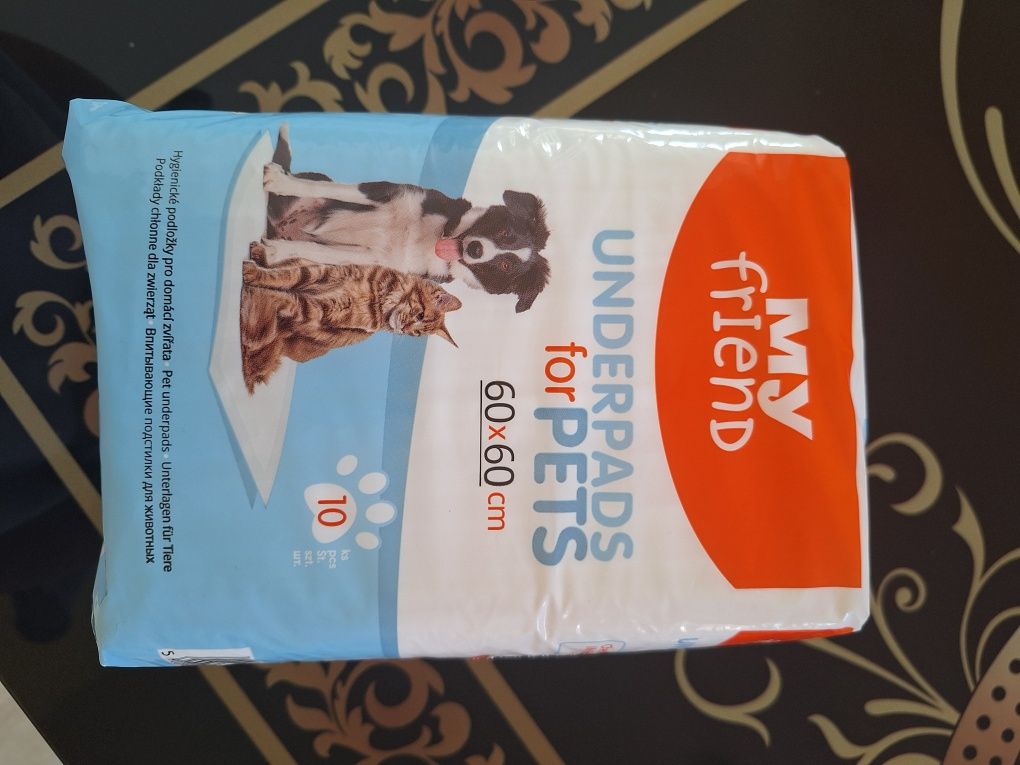 My
friend
UNDERPADS
for PETS
60x60 cm
10
ks
pcs
St.
szt.
шт.
Hygienické podložky pro domácí zvířata · Pet underpads · Unterlagen für Tiere
Podkłady chłonne dla zwierząt · Впитывающие подстилки для животных
5